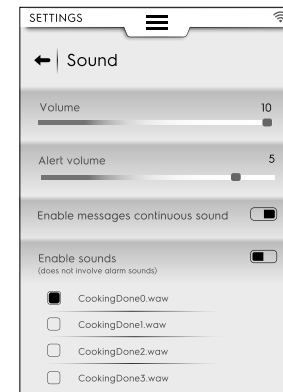 SETTINGS
Sound
Volume 10
Alert volume 5
Enable messages continuous sound
Enable sounds
(does not involve alarm sounds)
CookingDone0.waw
CookingDone1.waw
CookingDone2.waw
CookingDone3.waw